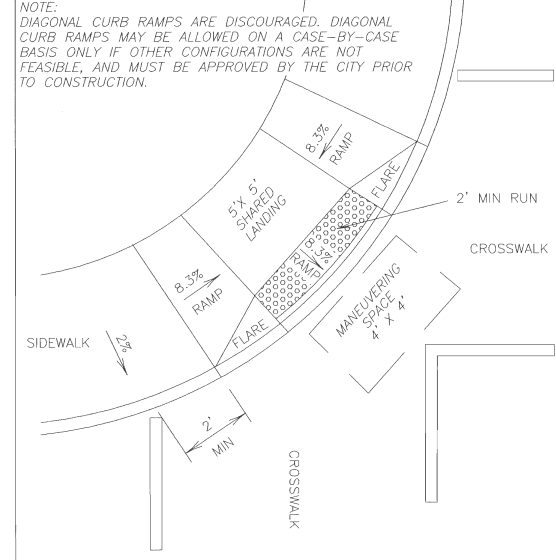 NOTE:
DIAGONAL CURB RAMPS ARE DISCOURAGED. DIAGONAL
CURB RAMPS MAY BE ALLOWED ON A CASE-BY-CASE
BASIS ONLY IF OTHER CONFIGURATIONS ARE NOT
FEASIBLE, AND MUST BE APPROVED BY THE CITY PRIOR
TO CONSTRUCTION.
8.3%
RAMP
FLARE
5'X 5'
SHARED
LANDING
2' MIN RUN
8.3%
RAMP
CROSSWALK
8.3%
RAMP
MANEUVERING
SPACE
4' X 4'
FLARE
SIDEWALK
2%
2'
MIN
CROSSWALK